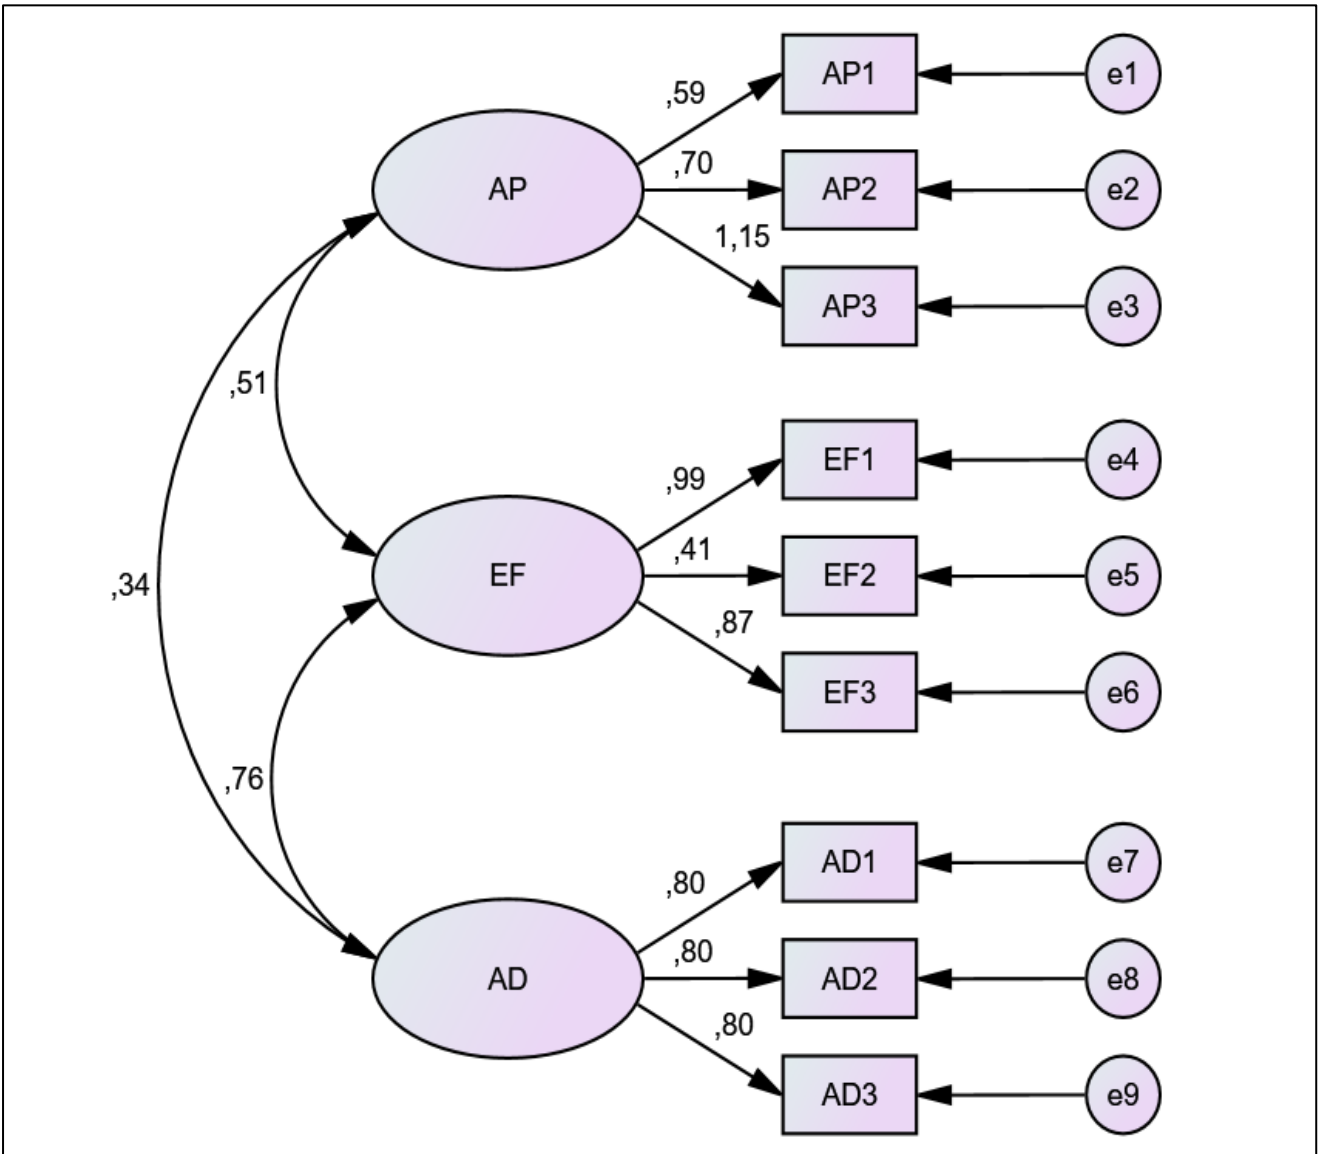 AP1
e1
,59
AP
,70
AP2
e2
1,15
AP3
e3
,51
,99
EF1
e4
EF
,41
EF2
e5
,34
,87
EF3
e6
,76
,80
AD1
e7
AD
,80
AD2
e8
,80
AD3
e9